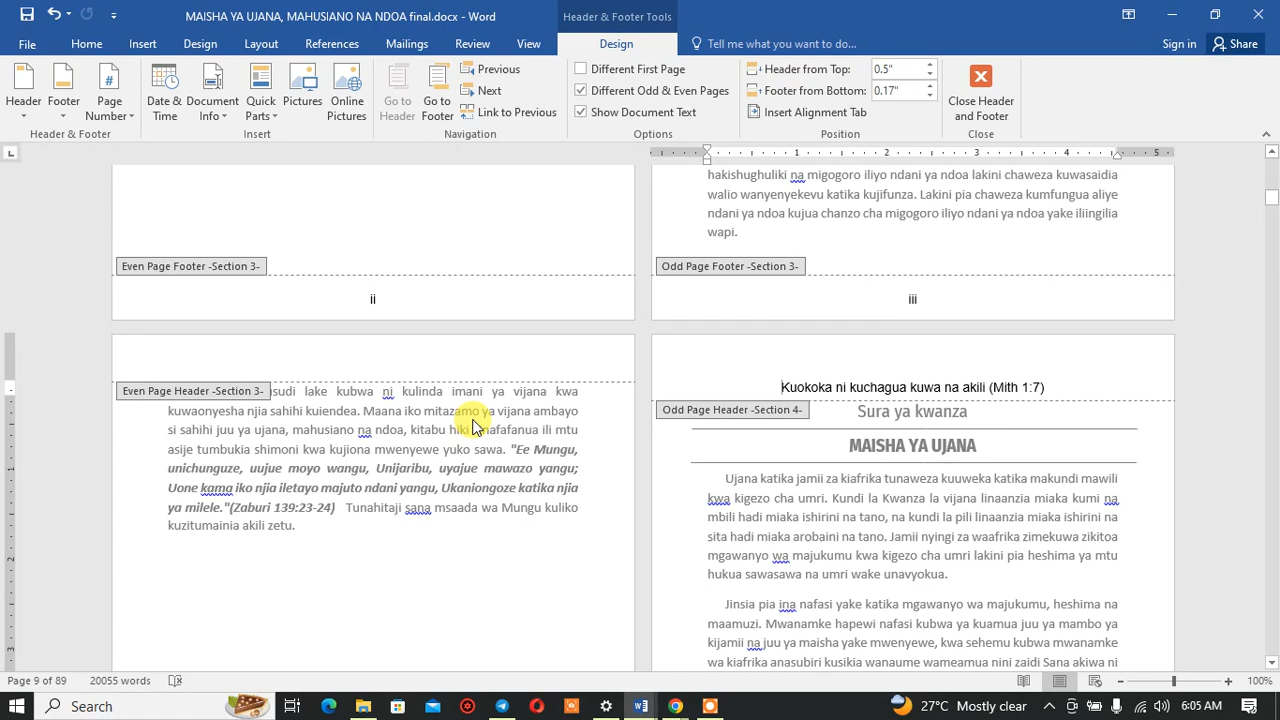 MAISHA YA UJANA, MAHUSIANO NA NDOA final.docx - Word
Header & Footer Tools
File
Home
Insert
Design
Layout
References
Mailings
Review
View
Design
Tell me what you want to do...
Sign in
Share
Header
Footer
Page Number
Header & Footer
Date & Time
Document Info
Quick Parts
Pictures
Online Pictures
Insert
Go to Header
Go to Footer
Previous
Next
Link to Previous
Navigation
Different First Page
Different Odd & Even Pages
Show Document Text
Options
Header from Top: 0.5"
Footer from Bottom: 0.17"
Insert Alignment Tab
Position
Close Header and Footer
Close
1 2 3 4 5
hakishughuliki na migogoro iliyo ndani ya ndoa lakini chaweza kuwasaidia
walio wanyenyekevu katika kujifunza. Lakini pia chaweza kumfungua aliye
ndani ya ndoa kujua chanzo cha migogoro iliyo ndani ya ndoa yake iliingilia
wapi.
Even Page Footer -Section 3-
Odd Page Footer -Section 3-
ii
iii
Even Page Header -Section 3-
lake kubwa ni kulinda imani ya vijana kwa
kuwaonyesha njia sahihi kuiendea. Maana iko mitazamo ya vijana ambayo
si sahihi juu ya ujana, mahusiano na ndoa, kitabu hiki ili mtu
asije tumbukia shimoni kwa kujiona mwenyewe yuko sawa. "Ee Mungu,
unichunguze, uujue moyo wangu, Unijaribu, uyajue mawazo yangu;
Uone kama iko njia iletayo majuto ndani yangu, Ukaniongoze katika njia
ya milele."(Zaburi 139:23-24) Tunahitaji sana msaada wa Mungu kuliko
kuzitumainia akili zetu.
Kuokoka ni kuchagua kuwa na akili (Mith 1:7)
Odd Page Header -Section 4-
Sura ya kwanza
MAISHA YA UJANA
Ujana katika jamii za kiafrika tunaweza kuuweka katika makundi mawili
kwa kigezo cha umri. Kundi la Kwanza la vijana linaanzia miaka kumi na
mbili hadi miaka ishirini na tano, na kundi la pili linaanzia miaka ishirini na
sita hadi miaka arobaini na tano. Jamii nyingi za waafrika zimekuwa zikitoa
mgawanyo wa majukumu kwa kigezo cha umri lakini pia heshima ya mtu
hukua sawasawa na umri wake unavyokua.
Jinsia pia ina nafasi yake katika mgawanyo wa majukumu, heshima na
maamuzi. Mwanamke hapewi nafasi kubwa ya kuamua juu ya mambo ya
kijamii na juu ya maisha yake mwenyewe, kwa sehemu kubwa mwanamke
wa kiafrika anasubiri kusikia wanaume wameamua nini zaidi Sana akiwa ni
1
2
3
Page 9 of 89
20055 words
100%
Search
27°C Mostly clear
6:05 AM